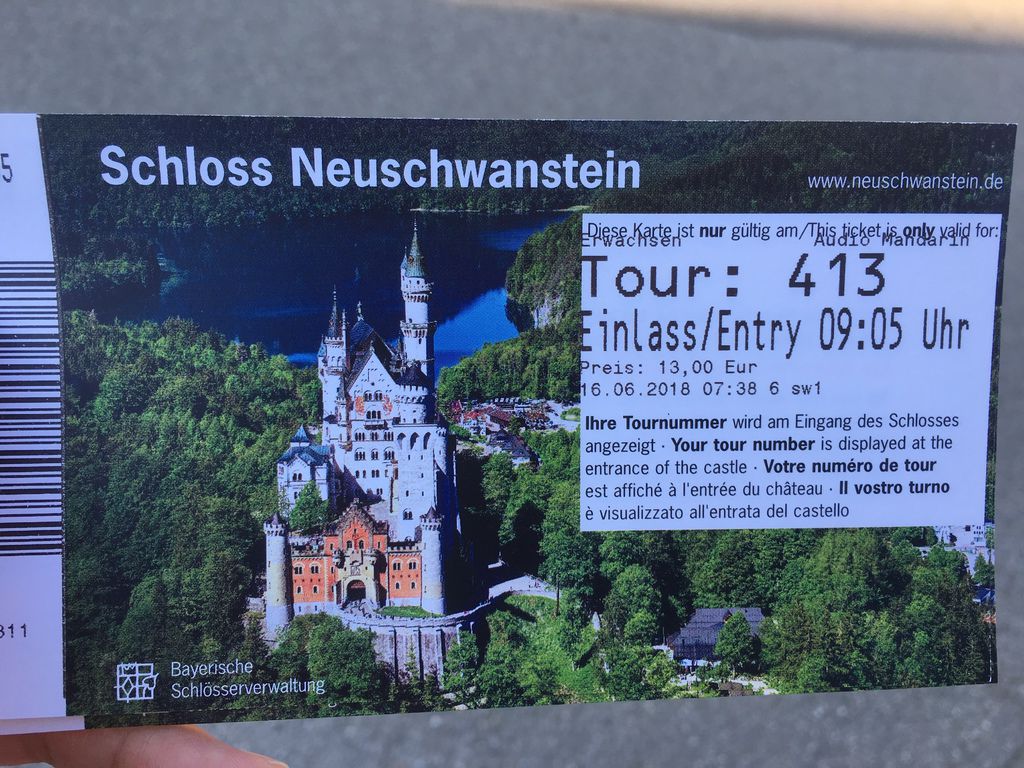 5
Schloss Neuschwanstein
www.neuschwanstein.de
Diese Karte ist nur gültig am/This ticket is only valid for:
Erwachsen Audio Mandarin
Tour: 413
Einlass/Entry 09:05 Uhr
Preis: 13,00 Eur
16.06.2018 07:38 6 sw1
Ihre Tournummer wird am Eingang des Schlosses
angezeigt · Your tour number is displayed at the
entrance of the castle · Votre numéro de tour
est affiché à l'entrée du château · Il vostro turno
è visualizzato all'entrata del castello
311
Bayerische
Schlösserverwaltung